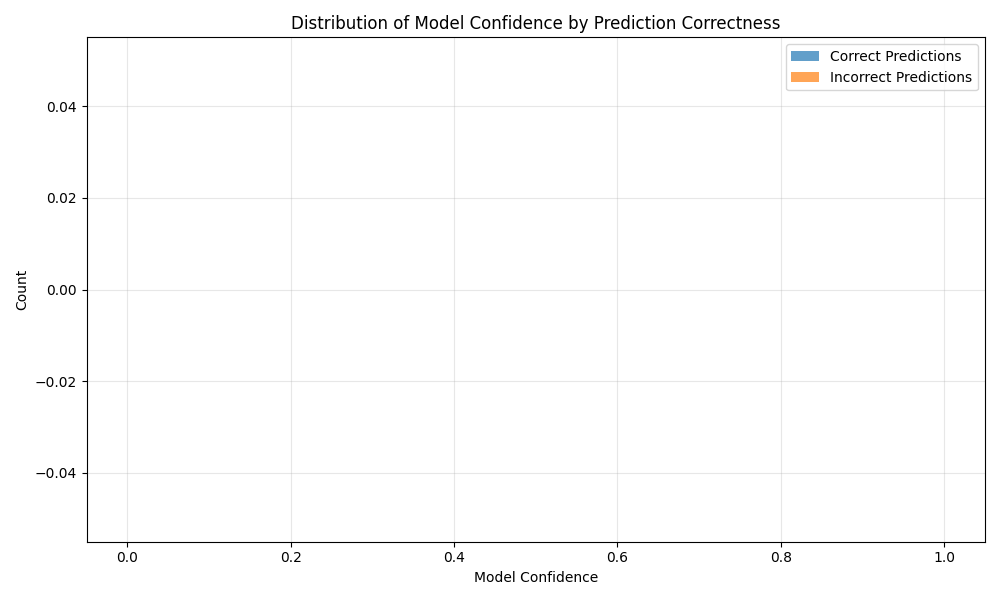 Distribution of Model Confidence by Prediction Correctness
Correct Predictions
Incorrect Predictions
0.04
0.02
0.00
−0.02
−0.04
Count
0.0 0.2 0.4 0.6 0.8 1.0
Model Confidence